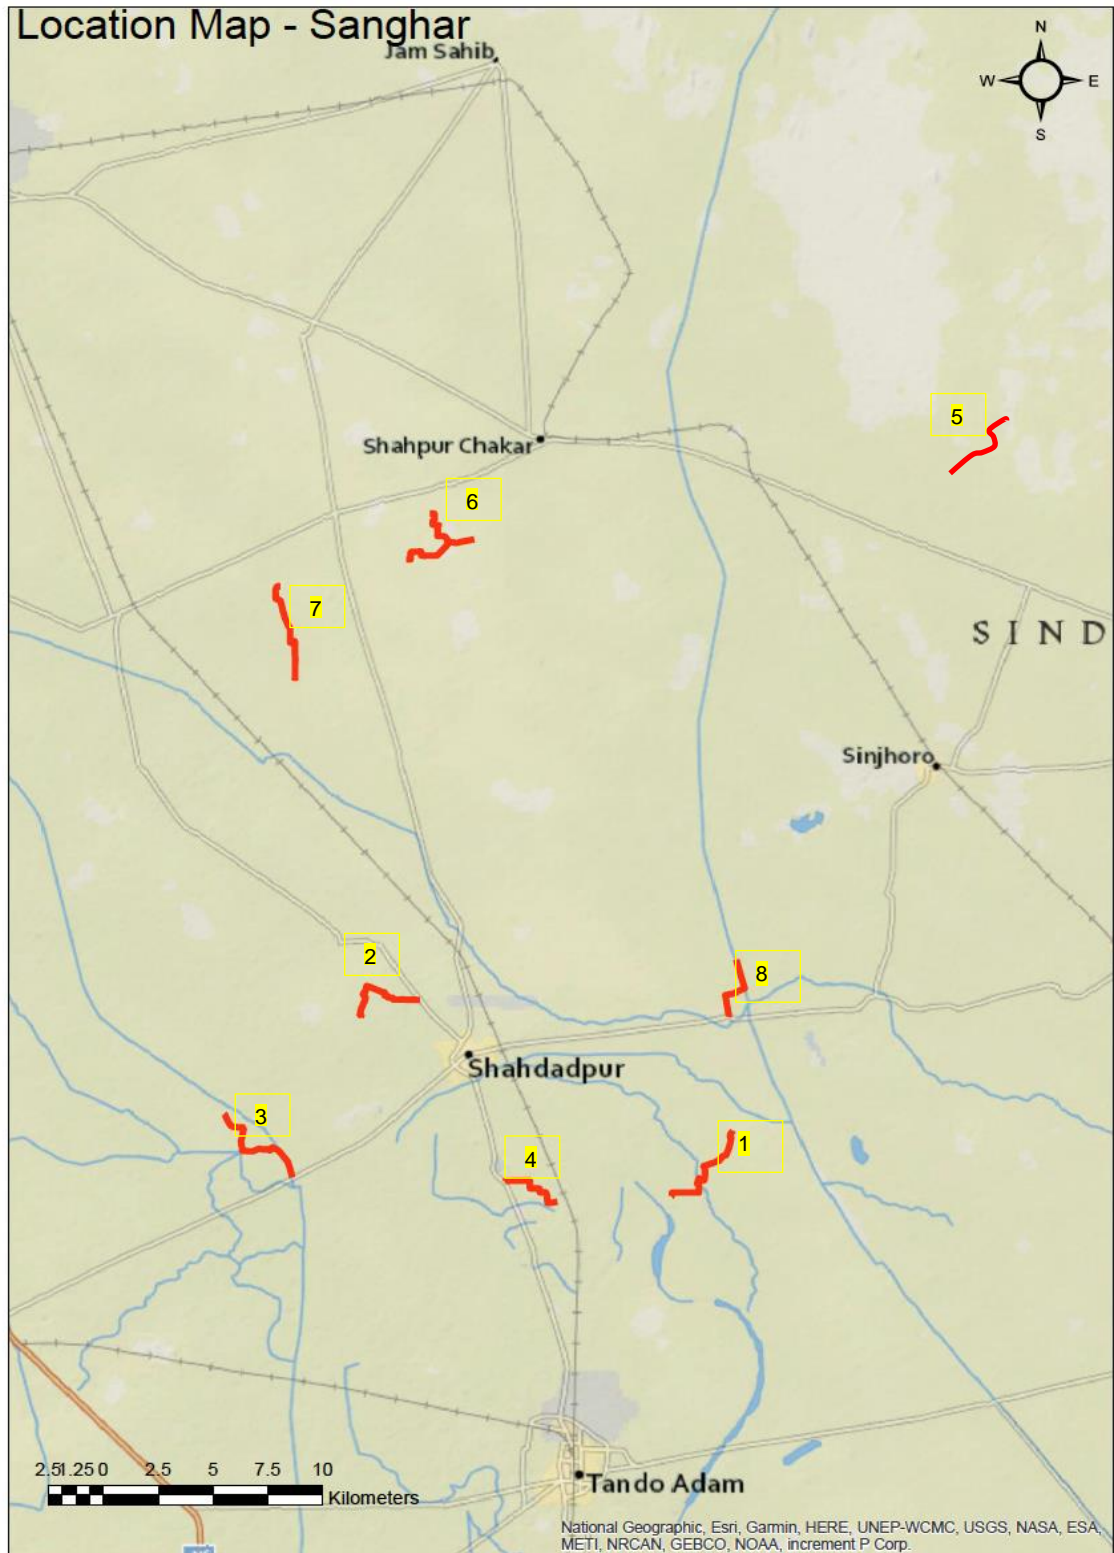 Location Map - Sanghar
Jam Sahib
N
W E
S
5
Shahpur Chakar
6
7
SIND
Sinjhoro
2
8
Shahdadpur
3
1
4
2.51.25 0 2.5 5 7.5 10
Kilometers
Tando Adam
National Geographic, Esri, Garmin, HERE, UNEP-WCMC, USGS, NASA, ESA,
METI, NRCAN, GEBCO, NOAA, increment P Corp.